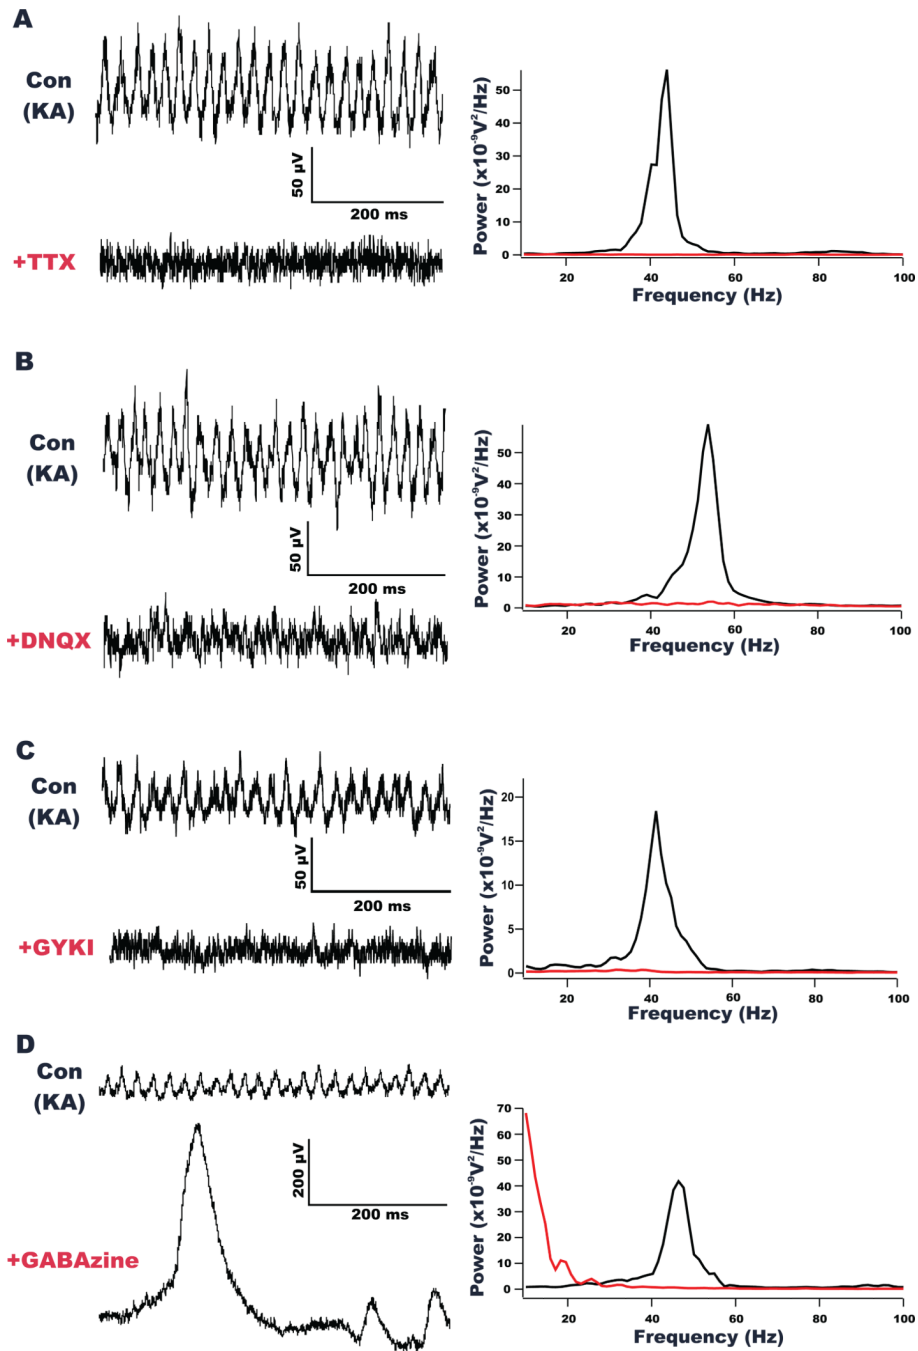 A
Con
(KA)
50 µV
200 ms
+TTX
Power (x10⁻⁹V²/Hz)
50
40
30
20
10
0
20 40 60 80 100
Frequency (Hz)
B
Con
(KA)
50 µV
200 ms
+DNQX
Power (x10⁻⁹V²/Hz)
50
40
30
20
10
0
20 40 60 80 100
Frequency (Hz)
C
Con
(KA)
50 µV
200 ms
+GYKI
Power (x10⁻⁹V²/Hz)
20
15
10
5
0
20 40 60 80 100
Frequency (Hz)
D
Con
(KA)
200 µV
200 ms
+GABAzine
Power (x10⁻⁹V²/Hz)
70
60
50
40
30
20
10
0
20 40 60 80 100
Frequency (Hz)